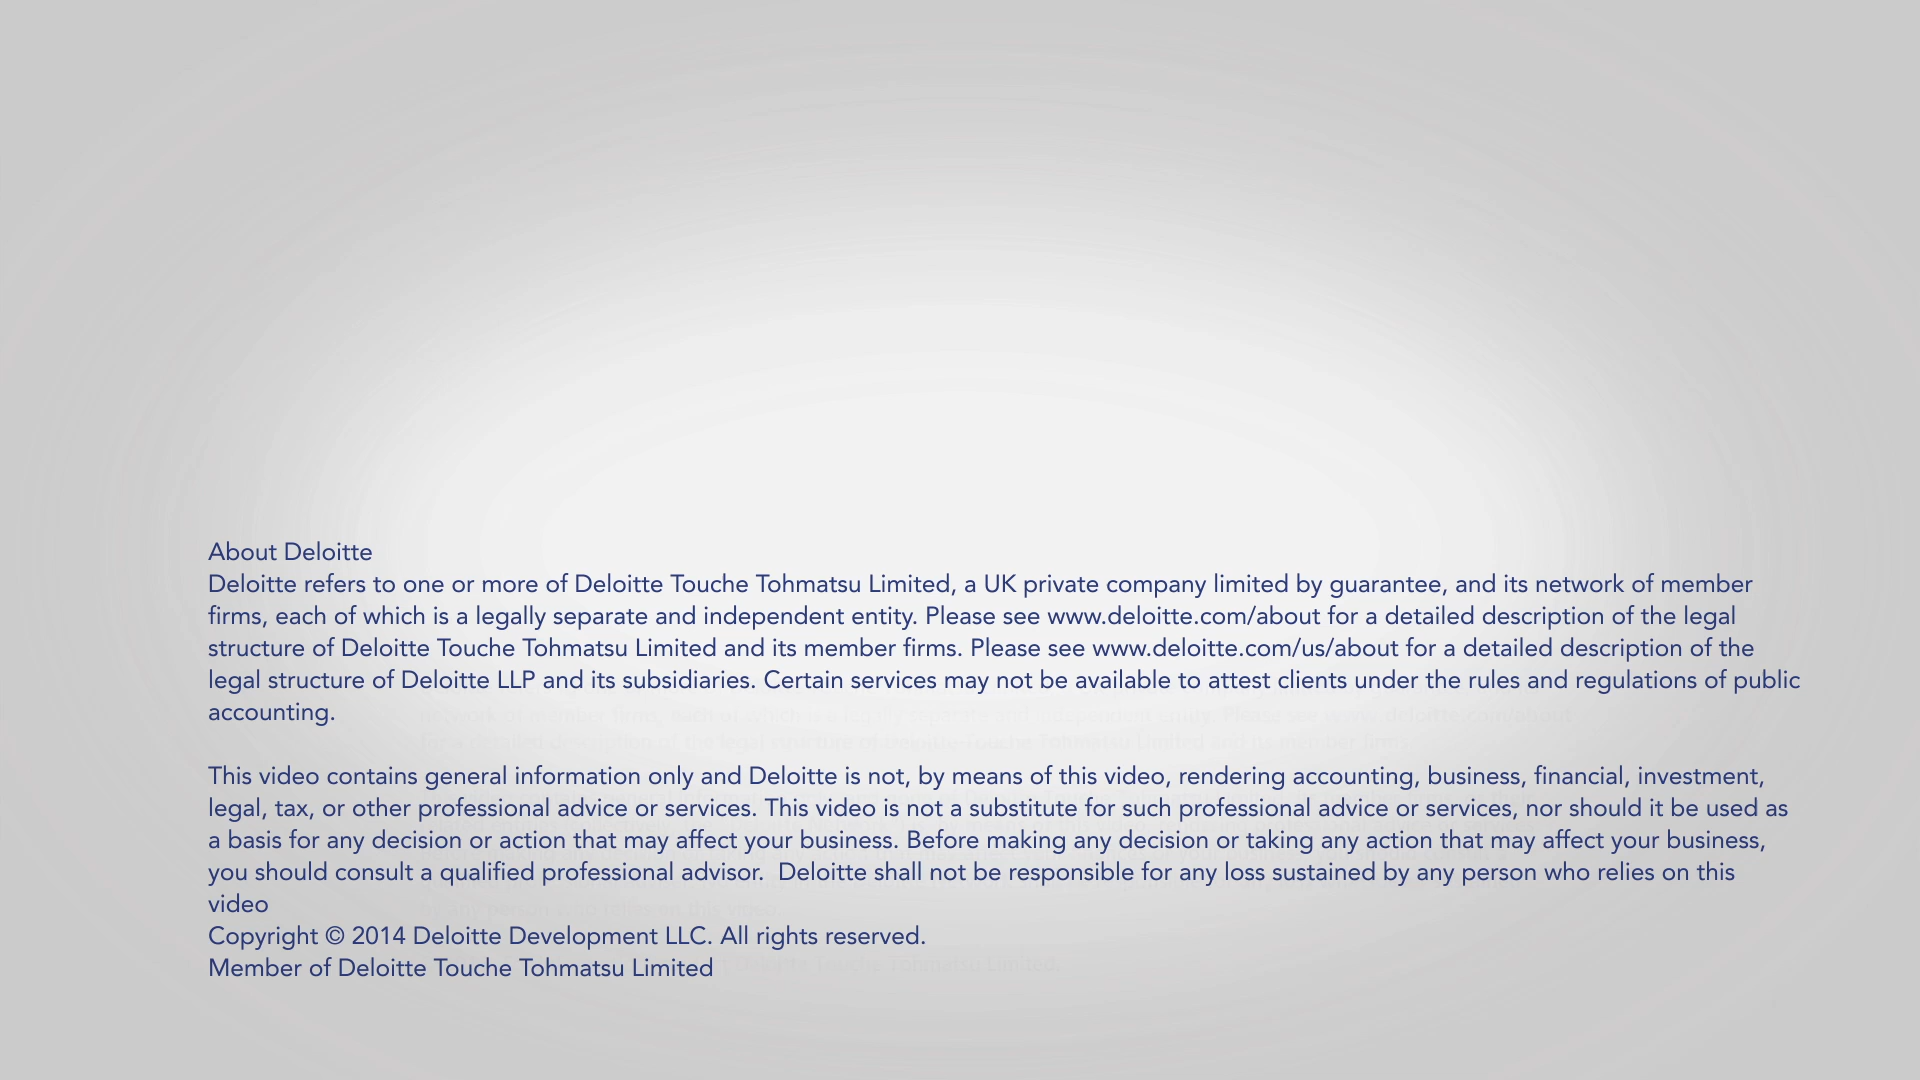 About Deloitte
Deloitte refers to one or more of Deloitte Touche Tohmatsu Limited, a UK private company limited by guarantee, and its network of member
firms, each of which is a legally separate and independent entity. Please see www.deloitte.com/about for a detailed description of the legal
structure of Deloitte Touche Tohmatsu Limited and its member firms. Please see www.deloitte.com/us/about for a detailed description of the
legal structure of Deloitte LLP and its subsidiaries. Certain services may not be available to attest clients under the rules and regulations of public
accounting.
This video contains general information only and Deloitte is not, by means of this video, rendering accounting, business, financial, investment,
legal, tax, or other professional advice or services. This video is not a substitute for such professional advice or services, nor should it be used as
a basis for any decision or action that may affect your business. Before making any decision or taking any action that may affect your business,
you should consult a qualified professional advisor.  Deloitte shall not be responsible for any loss sustained by any person who relies on this
video
Copyright © 2014 Deloitte Development LLC. All rights reserved.
Member of Deloitte Touche Tohmatsu Limited